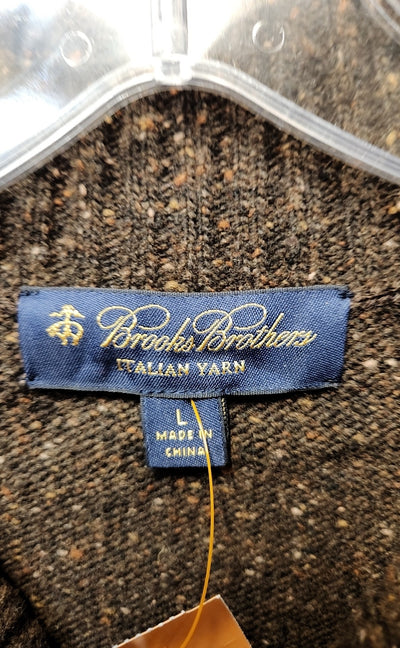 Brooks Brothers
ITALIAN YARN
L
MADE IN
CHINA